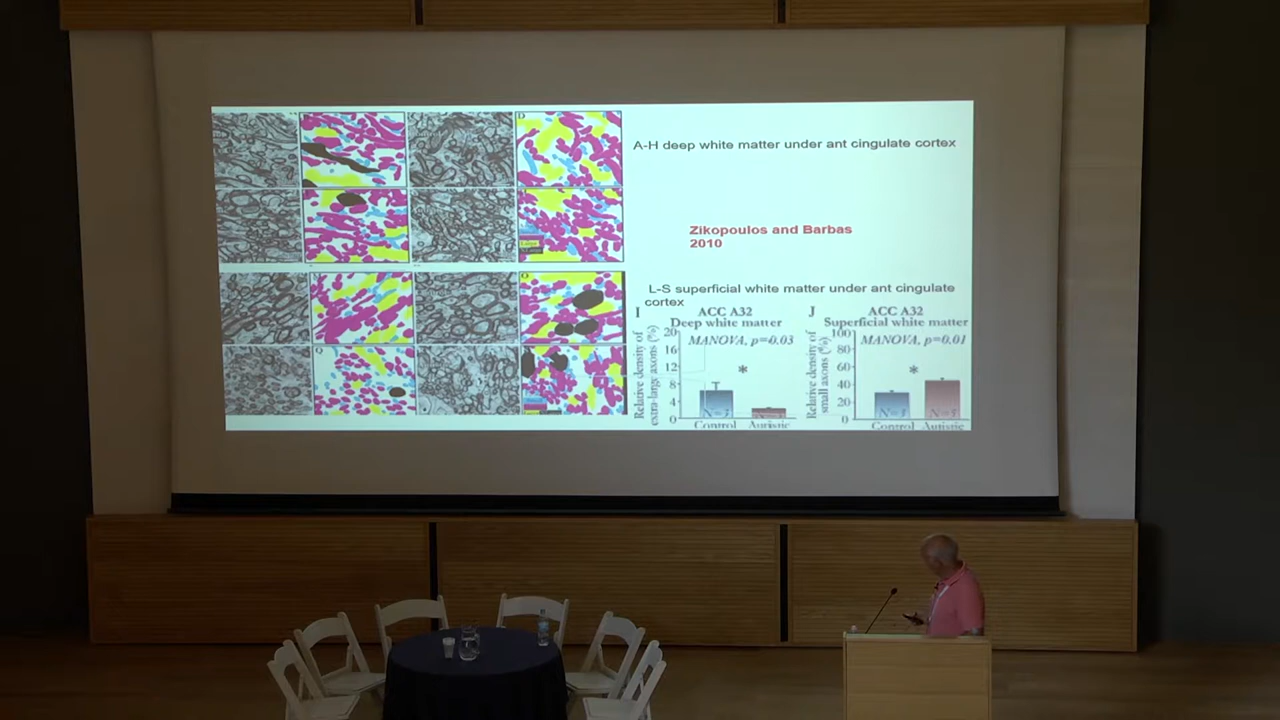 D
A-H deep white matter under ant cingulate cortex
Zikopoulos and Barbas
2010
L-S superficial white matter under ant cingulate
cortex
O
Q
I
ACC A32
Deep white matter
MANOVA, p=0.03
Relative density of
extra-large axons (%)
20
16
12
8
4
0
*
N=3
Control
Autistic
J
ACC A32
Superficial white matter
MANOVA, p=0.01
Relative density of
small axons (%)
100
80
60
40
20
0
*
N=5
Control
Autistic